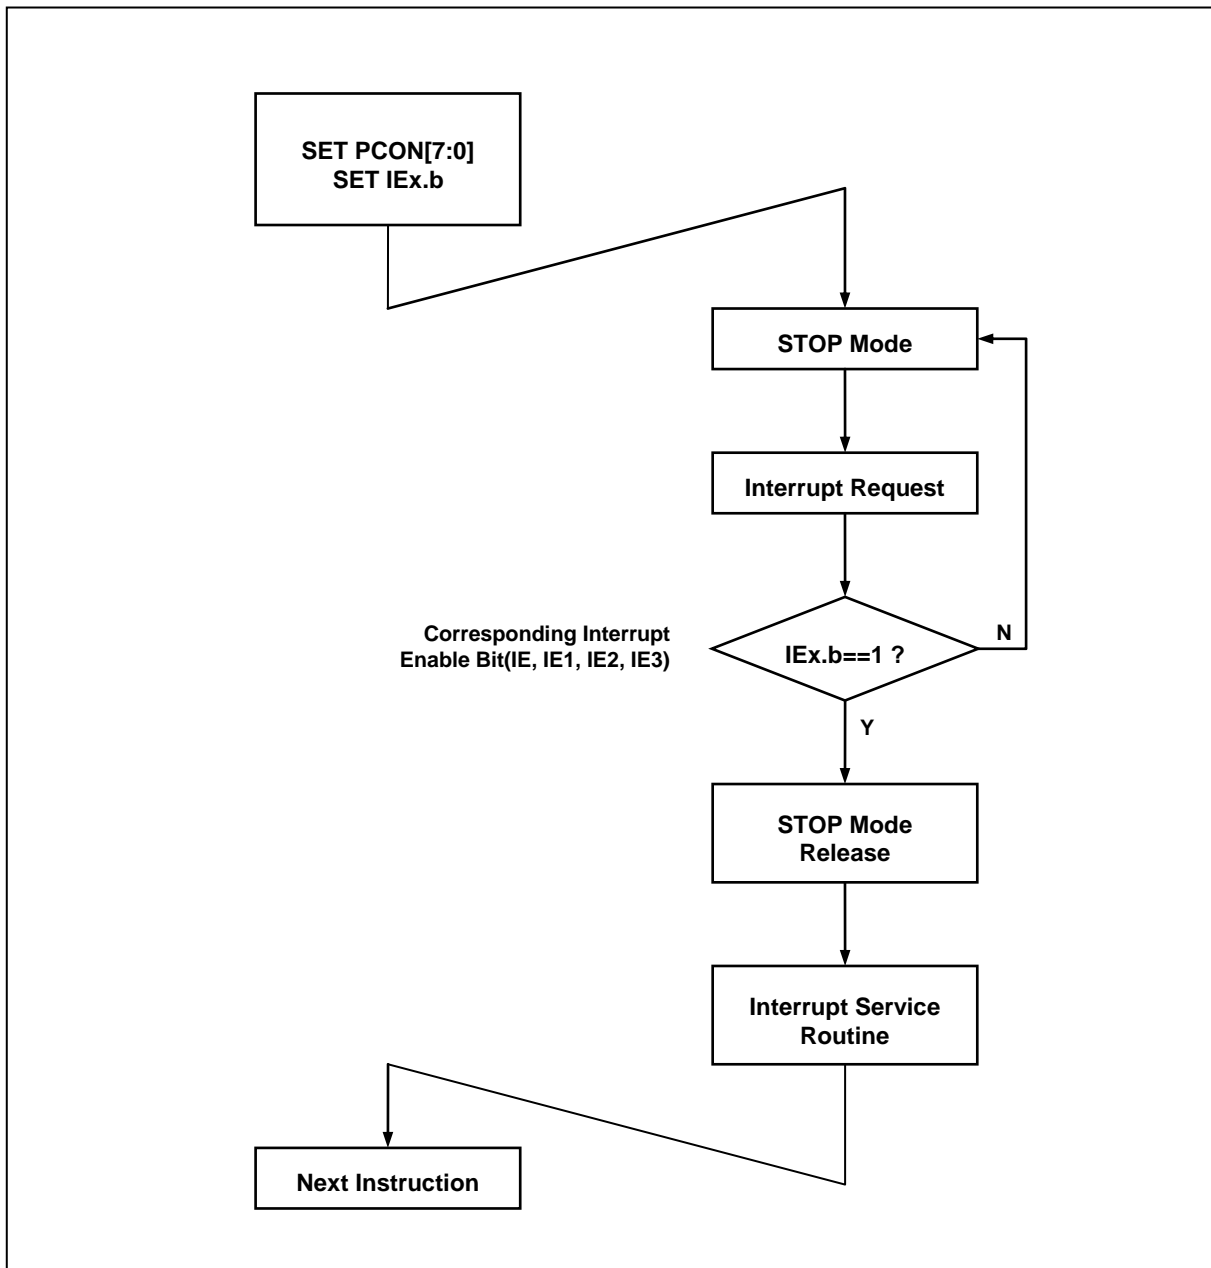 SET PCON[7:0]
SET IEx.b
STOP Mode
Interrupt Request
Corresponding Interrupt
Enable Bit(IE, IE1, IE2, IE3)
IEx.b==1 ?
N
Y
STOP Mode
Release
Interrupt Service
Routine
Next Instruction